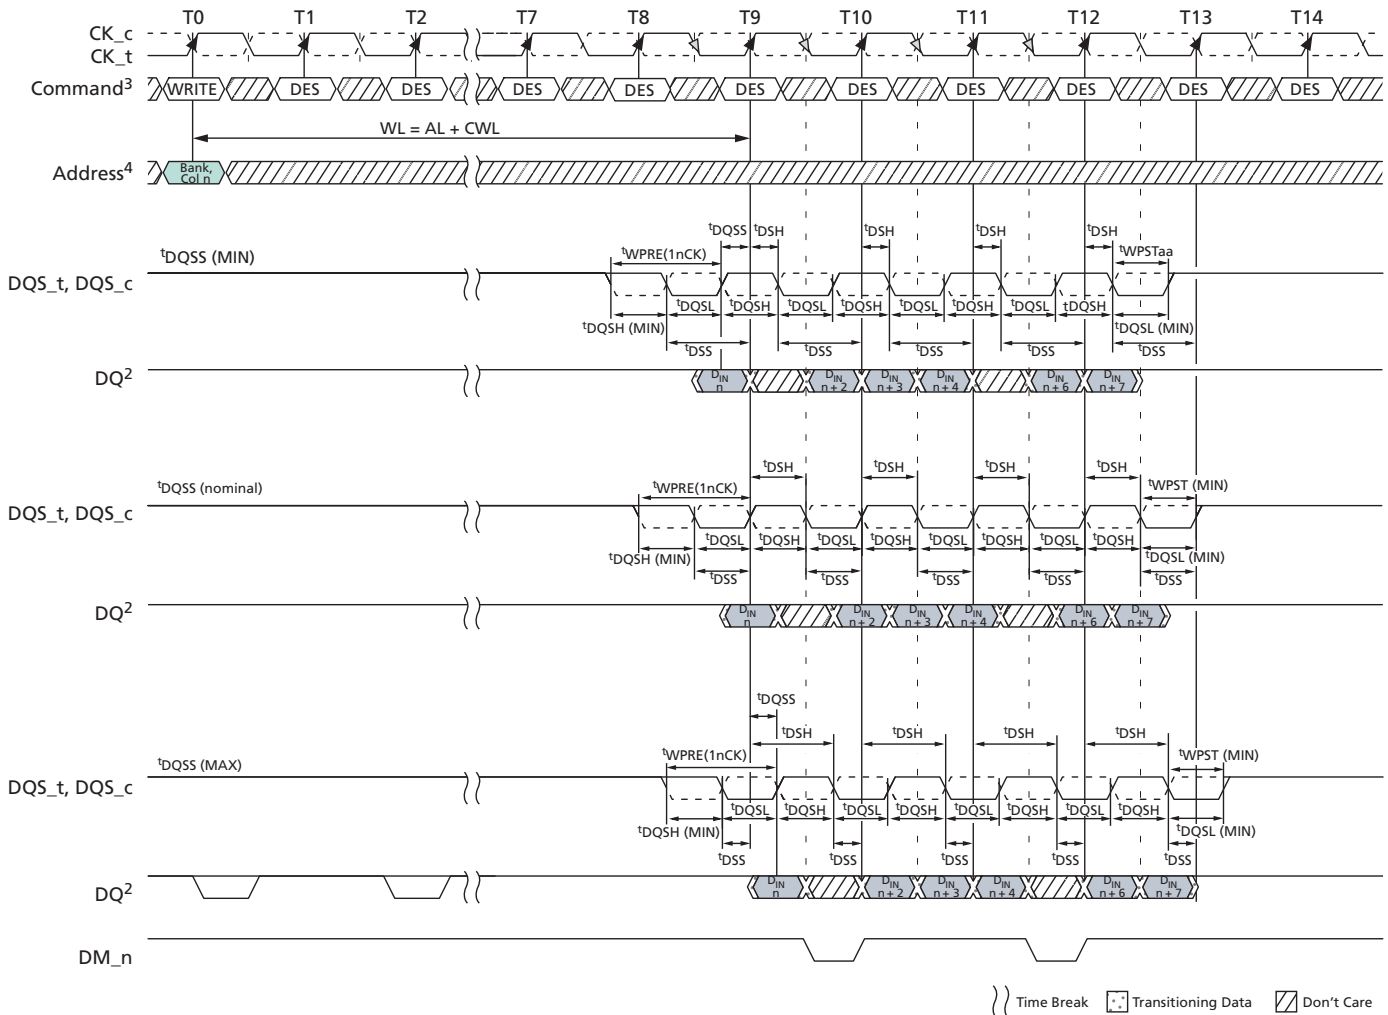 T0 T1 T2 T7 T8 T9 T10 T11 T12 T13 T14
CK_c
CK_t
Command3 WRITE DES DES DES DES DES DES DES DES DES DES
WL = AL + CWL
Address4 Bank, Col n
tDQSS tDSH tDSH tDSH tDSH
tDQSS (MIN) tWPRE(1nCK) tWPSTaa
DQS_t, DQS_c
tDQSL tDQSH tDQSL tDQSH tDQSL tDQSH tDQSL tDQSH
tDQSH (MIN) tDQSL (MIN)
tDSS tDSS tDSS tDSS tDSS
DQ2 DIN n DIN n + 2 DIN n + 3 DIN n + 4 DIN n + 6 DIN n + 7
tDSH tDSH tDSH tDSH
tDQSS (nominal) tWPRE(1nCK) tWPST (MIN)
DQS_t, DQS_c
tDQSL tDQSH tDQSL tDQSH tDQSL tDQSH tDQSL tDQSH
tDQSH (MIN) tDQSL (MIN)
tDSS tDSS tDSS tDSS tDSS
DQ2 DIN n DIN n + 2 DIN n + 3 DIN n + 4 DIN n + 6 DIN n + 7
tDQSS
tDSH tDSH tDSH tDSH
tDQSS (MAX) tWPRE(1nCK) tWPST (MIN)
DQS_t, DQS_c
tDQSL tDQSH tDQSL tDQSH tDQSL tDQSH tDQSL tDQSH
tDQSH (MIN) tDQSL (MIN)
tDSS tDSS tDSS tDSS tDSS
DQ2 DIN n DIN n + 2 DIN n + 3 DIN n + 4 DIN n + 6 DIN n + 7
DM_n
Time Break Transitioning Data Don't Care